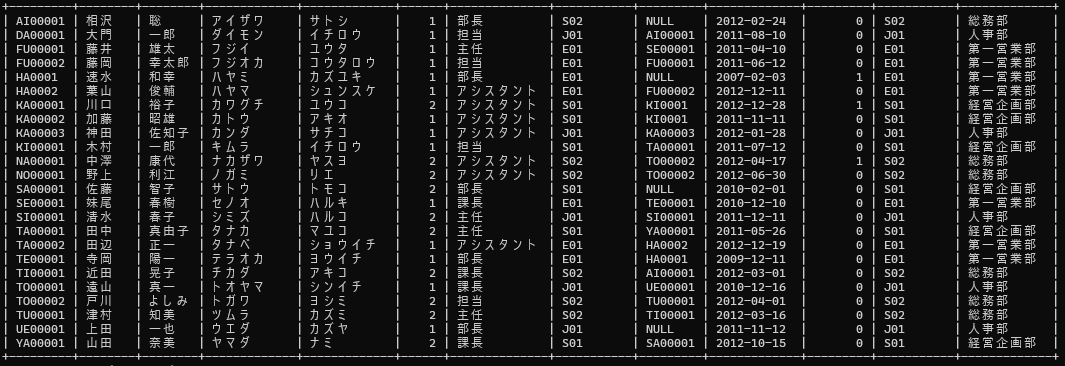 | AI00001 | 相沢 | 聡 | アイザワ | サトシ | 1 | 部長 | S02 | NULL | 2012-02-24 | 0 | S02 | 総務部 |
| DA00001 | 大門 | 一郎 | ダイモン | イチロウ | 1 | 担当 | J01 | AI00001 | 2011-08-10 | 0 | J01 | 人事部 |
| FU00001 | 藤井 | 雄太 | フジイ | ユウタ | 1 | 主任 | E01 | SE00001 | 2011-04-10 | 0 | E01 | 第一営業部 |
| FU00002 | 藤岡 | 幸太郎 | フジオカ | コウタロウ | 1 | 担当 | E01 | FU00001 | 2011-06-12 | 0 | E01 | 第一営業部 |
| HA0001 | 速水 | 和幸 | ハヤミ | カズユキ | 1 | 部長 | E01 | NULL | 2007-02-03 | 1 | E01 | 第一営業部 |
| HA0002 | 葉山 | 俊輔 | ハヤマ | シュンスケ | 1 | アシスタント | E01 | FU00002 | 2012-12-11 | 0 | E01 | 第一営業部 |
| KA00001 | 川口 | 裕子 | カワグチ | ユウコ | 2 | アシスタント | S01 | KI0001 | 2012-12-28 | 1 | S01 | 経営企画部 |
| KA00002 | 加藤 | 昭雄 | カトウ | アキオ | 1 | アシスタント | S01 | KI0001 | 2011-11-11 | 0 | S01 | 経営企画部 |
| KA00003 | 神田 | 佐知子 | カンダ | サチコ | 1 | アシスタント | J01 | KA00003 | 2012-01-28 | 0 | J01 | 人事部 |
| KI00001 | 木村 | 一郎 | キムラ | イチロウ | 1 | 担当 | S01 | TA00001 | 2011-07-12 | 0 | S01 | 経営企画部 |
| NA00001 | 中澤 | 康代 | ナカザワ | ヤスヨ | 2 | アシスタント | S02 | TO00002 | 2012-04-17 | 1 | S02 | 総務部 |
| NO00001 | 野上 | 利江 | ノガミ | リエ | 2 | アシスタント | S02 | TO00002 | 2012-06-30 | 0 | S02 | 総務部 |
| SA00001 | 佐藤 | 智子 | サトウ | トモコ | 2 | 部長 | S01 | NULL | 2010-02-01 | 0 | S01 | 経営企画部 |
| SE00001 | 妹尾 | 春樹 | セノオ | ハルキ | 1 | 課長 | E01 | TE00001 | 2010-12-10 | 0 | E01 | 第一営業部 |
| SI00001 | 清水 | 春子 | シミズ | ハルコ | 2 | 主任 | J01 | SI00001 | 2011-12-11 | 0 | J01 | 人事部 |
| TA00001 | 田中 | 真由子 | タナカ | マユコ | 2 | 主任 | S01 | YA00001 | 2011-05-26 | 0 | S01 | 経営企画部 |
| TA00002 | 田辺 | 正一 | タナベ | ショウイチ | 1 | アシスタント | E01 | HA0002 | 2012-12-19 | 0 | E01 | 第一営業部 |
| TE00001 | 寺岡 | 陽一 | テラオカ | ヨウイチ | 1 | 部長 | E01 | HA0001 | 2009-12-11 | 0 | E01 | 第一営業部 |
| TI00001 | 近田 | 晃子 | チカダ | アキコ | 2 | 課長 | S02 | AI00001 | 2012-03-01 | 0 | S02 | 総務部 |
| TO00001 | 遠山 | 真一 | トオヤマ | シンイチ | 1 | 課長 | J01 | UE00001 | 2010-12-16 | 0 | J01 | 人事部 |
| TO00002 | 戸川 | よしみ | トガワ | ヨシミ | 2 | 担当 | S02 | TU00001 | 2012-04-01 | 0 | S02 | 総務部 |
| TU00001 | 津村 | 知美 | ツムラ | カズミ | 2 | 主任 | S02 | TI00001 | 2012-03-16 | 0 | S02 | 総務部 |
| UE00001 | 上田 | 一也 | ウエダ | カズヤ | 1 | 部長 | J01 | NULL | 2011-11-12 | 0 | J01 | 人事部 |
| YA00001 | 山田 | 奈美 | ヤマダ | ナミ | 2 | 課長 | S01 | SA00001 | 2012-10-15 | 0 | S01 | 経営企画部 |